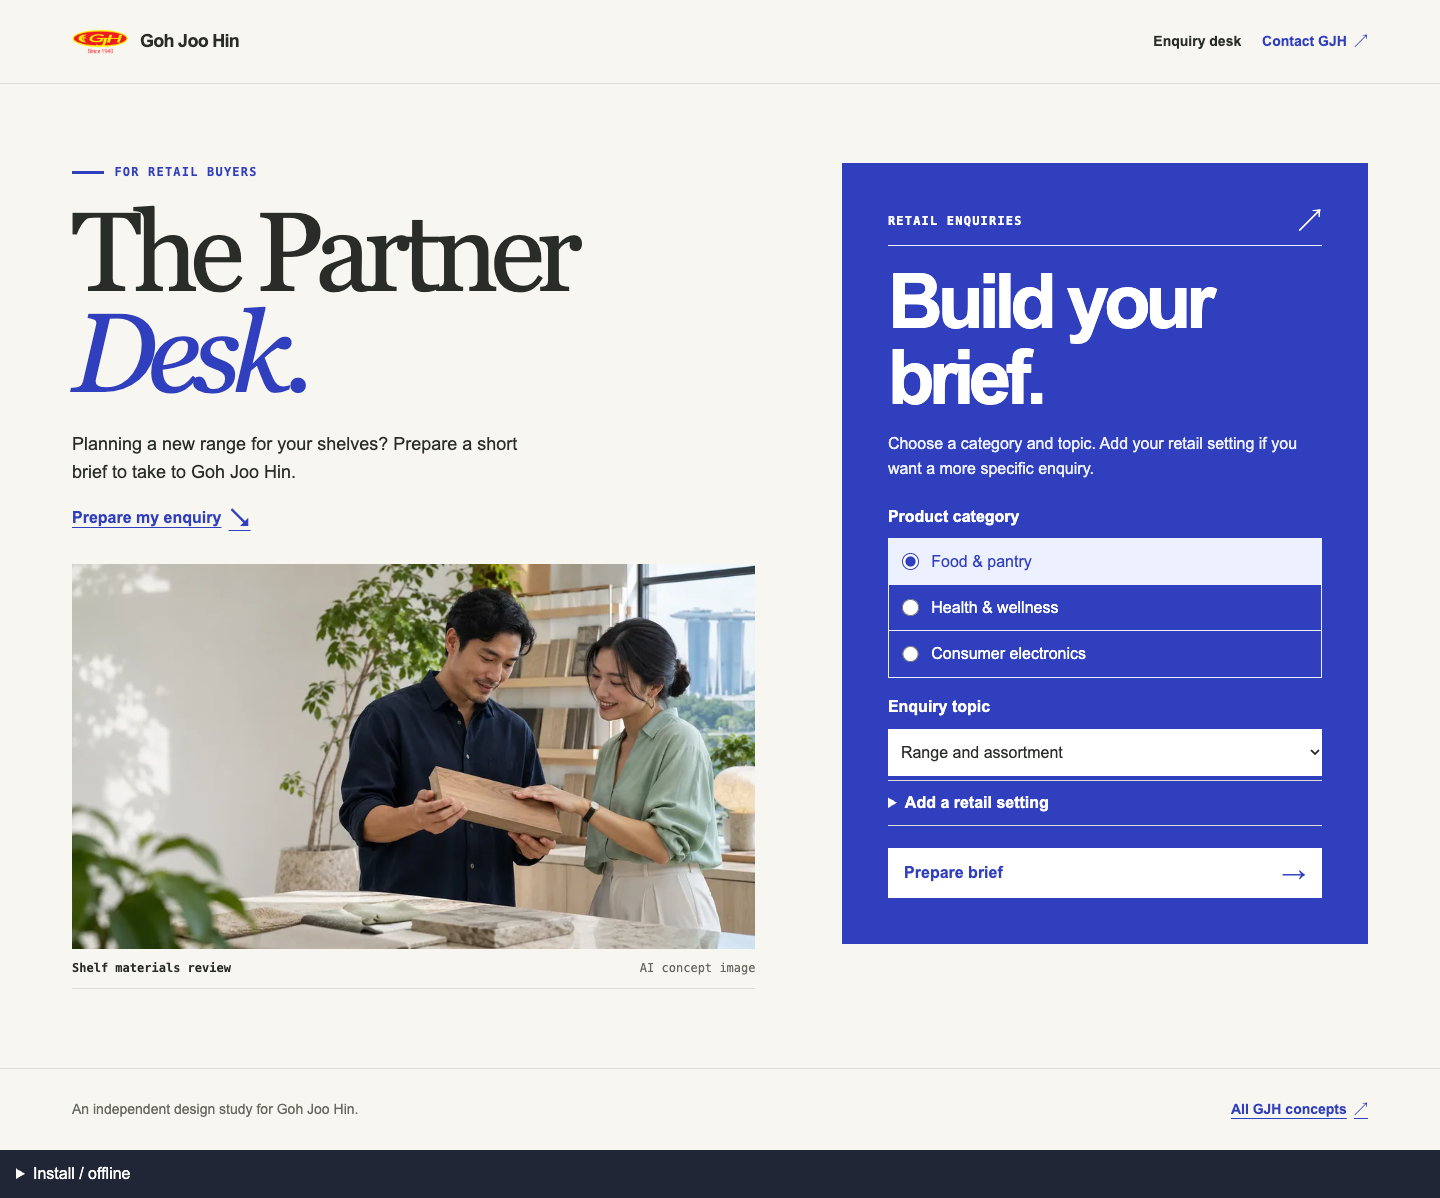 GJH
Since 1943
Goh Joo Hin
Enquiry desk
Contact GJH ↗
FOR RETAIL BUYERS
The Partner
Desk.
Planning a new range for your shelves? Prepare a short
brief to take to Goh Joo Hin.
Prepare my enquiry ↘
Shelf materials review
AI concept image
RETAIL ENQUIRIES ↗
Build your
brief.
Choose a category and topic. Add your retail setting if you
want a more specific enquiry.
Product category
Food & pantry
Health & wellness
Consumer electronics
Enquiry topic
Range and assortment
Add a retail setting
Prepare brief →
An independent design study for Goh Joo Hin.
All GJH concepts ↗
Install / offline